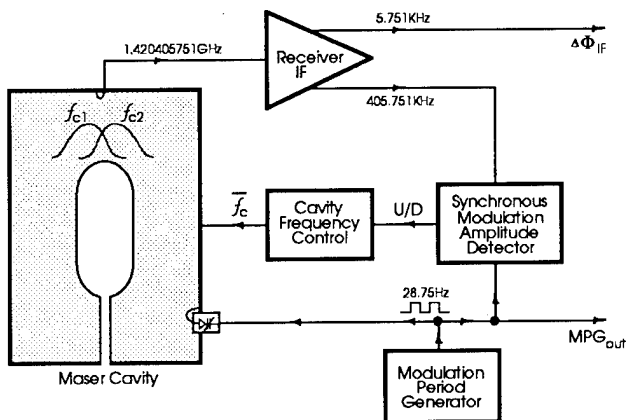 5.751KHz
1.420405751GHz
Receiver
IF
ΔΦIF
405.751KHz
fc1 fc2
f̅c
Cavity
Frequency
Control
U/D
Synchronous
Modulation
Amplitude
Detector
28.75Hz
MPGout
Maser Cavity
Modulation
Period
Generator